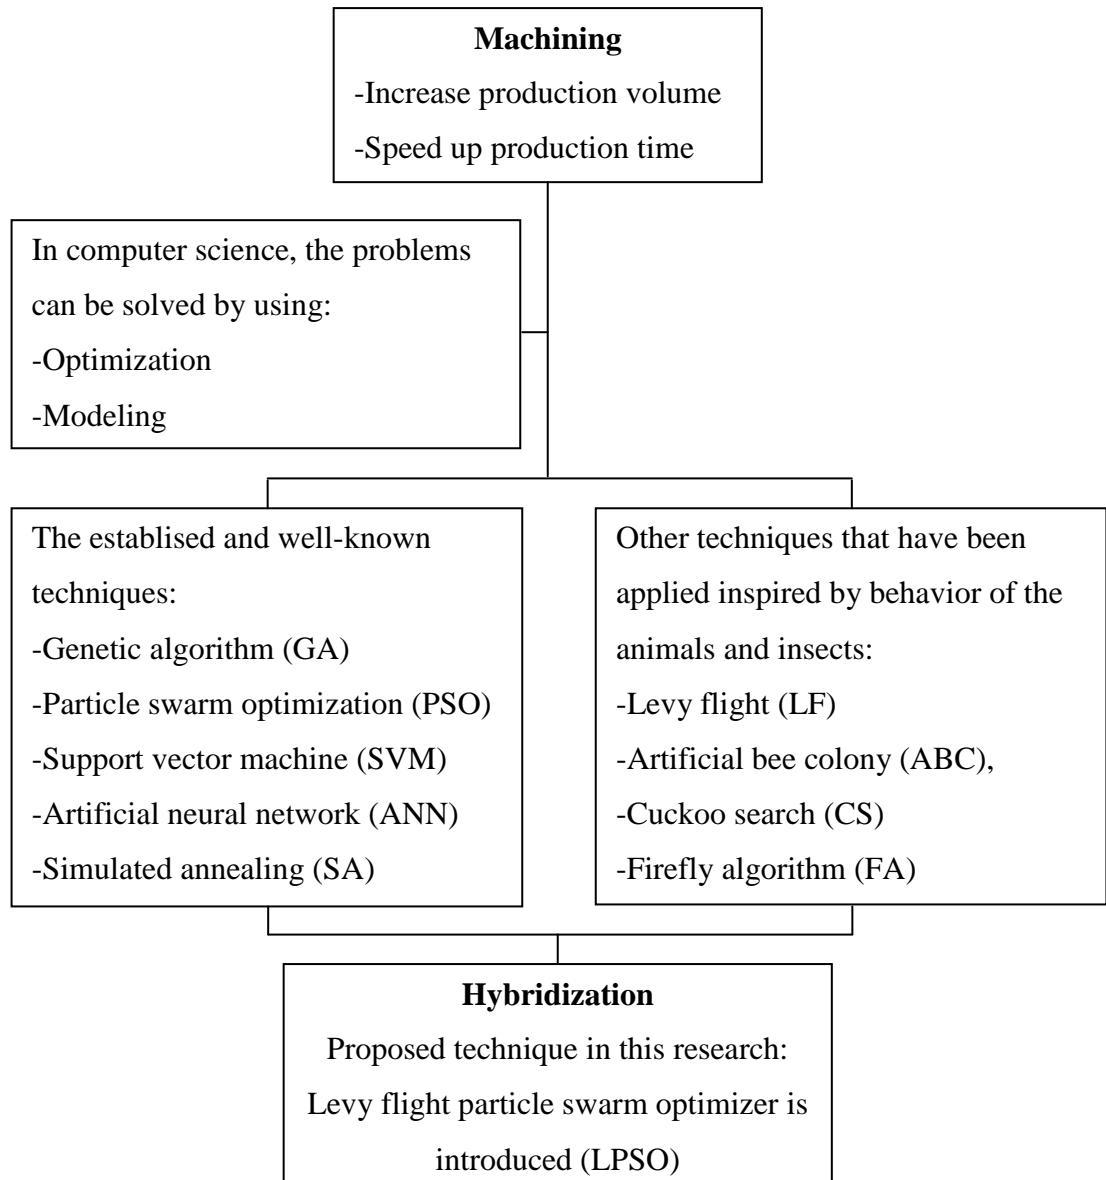 Machining
-Increase production volume
-Speed up production time
In computer science, the problems
can be solved by using:
-Optimization
-Modeling
The establised and well-known
techniques:
-Genetic algorithm (GA)
-Particle swarm optimization (PSO)
-Support vector machine (SVM)
-Artificial neural network (ANN)
-Simulated annealing (SA)
Other techniques that have been
applied inspired by behavior of the
animals and insects:
-Levy flight (LF)
-Artificial bee colony (ABC),
-Cuckoo search (CS)
-Firefly algorithm (FA)
Hybridization
Proposed technique in this research:
Levy flight particle swarm optimizer is
introduced (LPSO)